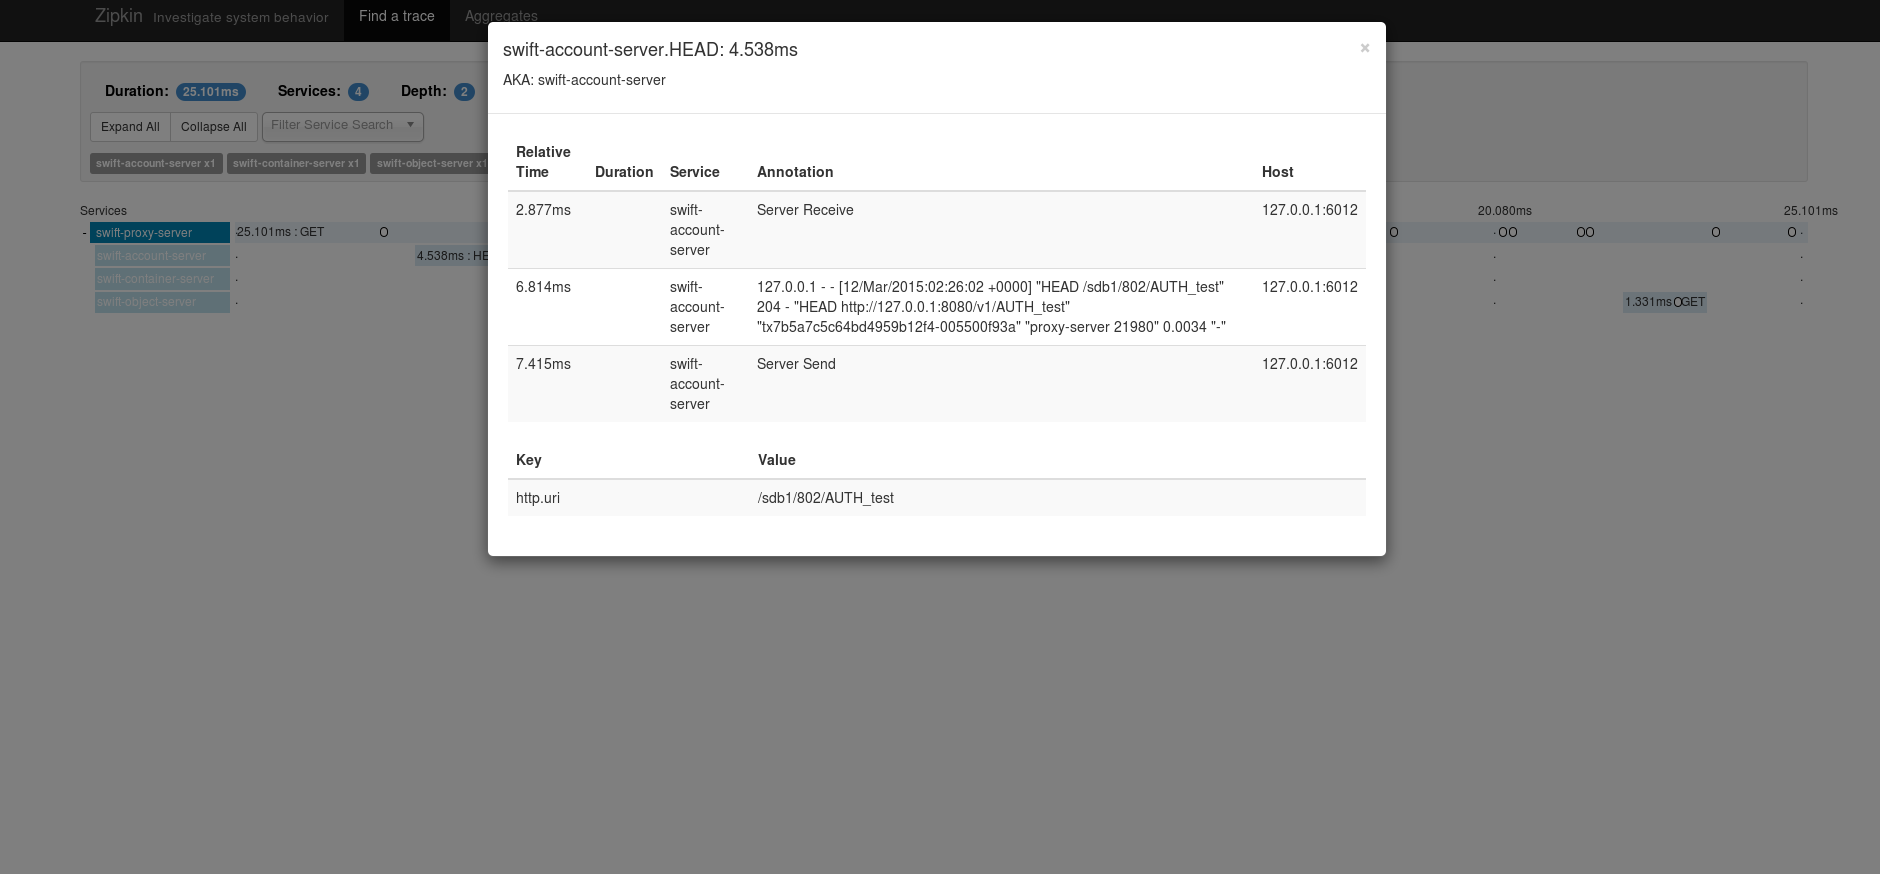 Zipkin Investigate system behavior Find a trace Aggregates
swift-account-server.HEAD: 4.538ms ×
AKA: swift-account-server
Duration: 25.101ms Services: 4 Depth: 2
Expand All Collapse All Filter Service Search
swift-account-server x1 swift-container-server x1 swift-object-server x1
Relative
Time Duration Service Annotation Host
2.877ms swift- Server Receive 127.0.0.1:6012
account-
server
6.814ms swift- 127.0.0.1 - - [12/Mar/2015:02:26:02 +0000] "HEAD /sdb1/802/AUTH_test" 127.0.0.1:6012
account- 204 - "HEAD http://127.0.0.1:8080/v1/AUTH_test"
server "tx7b5a7c5c64bd4959b12f4-005500f93a" "proxy-server 21980" 0.0034 "-"
7.415ms swift- Server Send 127.0.0.1:6012
account-
server
Key Value
http.uri /sdb1/802/AUTH_test
Services 20.080ms 25.101ms
- swift-proxy-server 25.101ms : GET
swift-account-server 4.538ms : HE
swift-container-server
swift-object-server 1.331ms GET